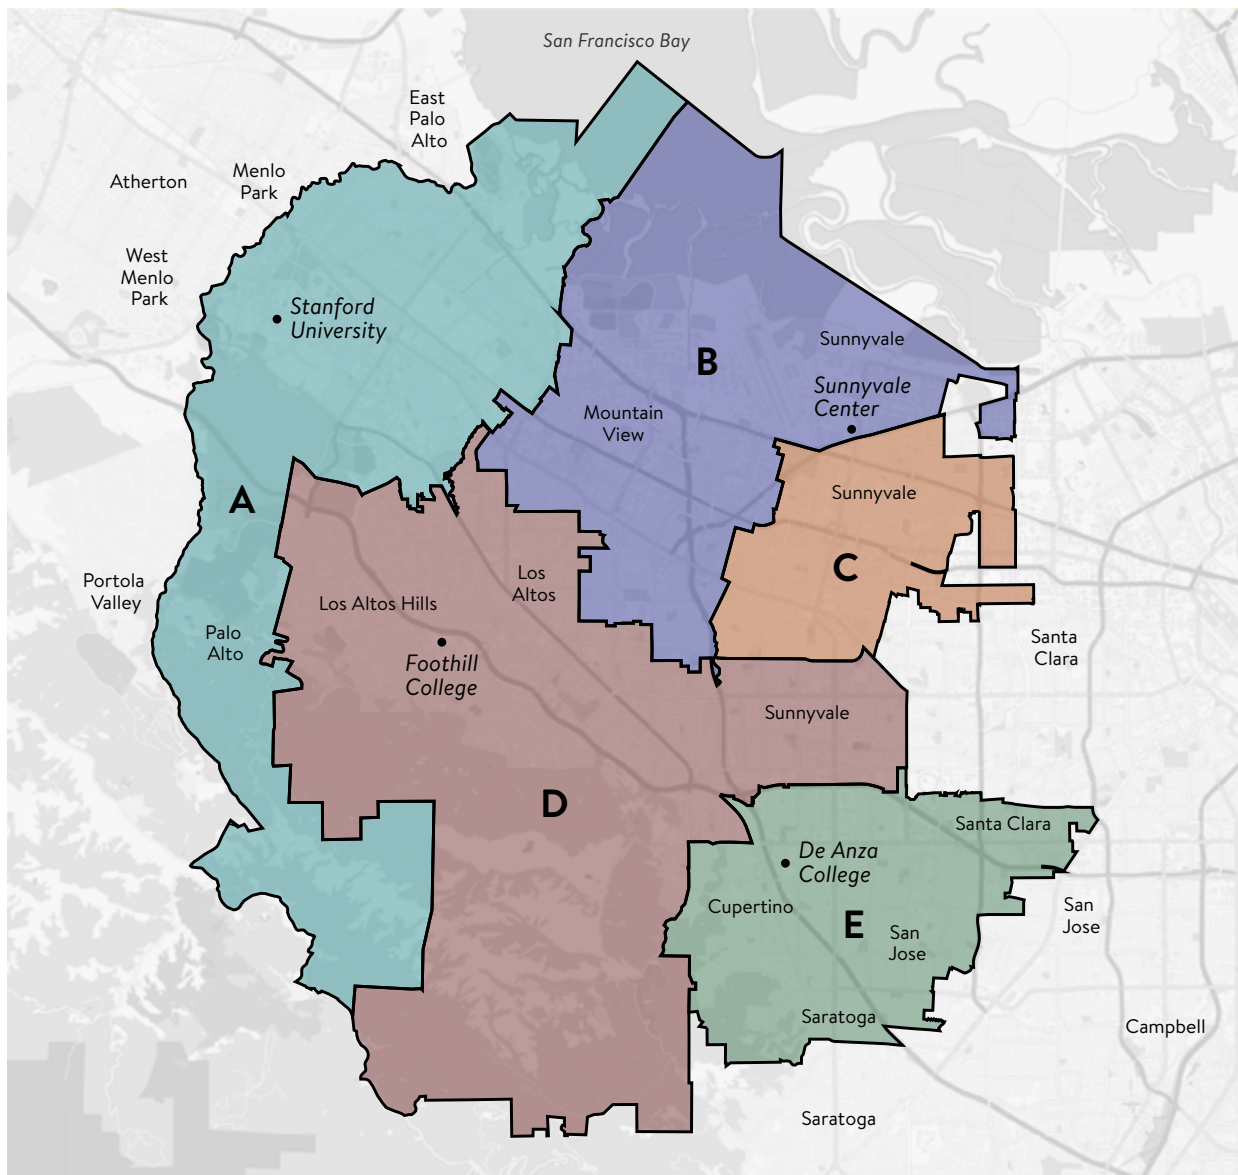 San Francisco Bay
East
Palo
Alto
Menlo
Park
Atherton
West
Menlo
Park
Stanford
University
Sunnyvale
B
Sunnyvale
Center
Mountain
View
A
Sunnyvale
C
Portola
Valley
Los
Altos
Los Altos Hills
Palo
Alto
Foothill
College
Santa
Clara
Sunnyvale
D
Santa Clara
De Anza
College
Cupertino
E
San
Jose
San
Jose
Saratoga
Campbell
Saratoga